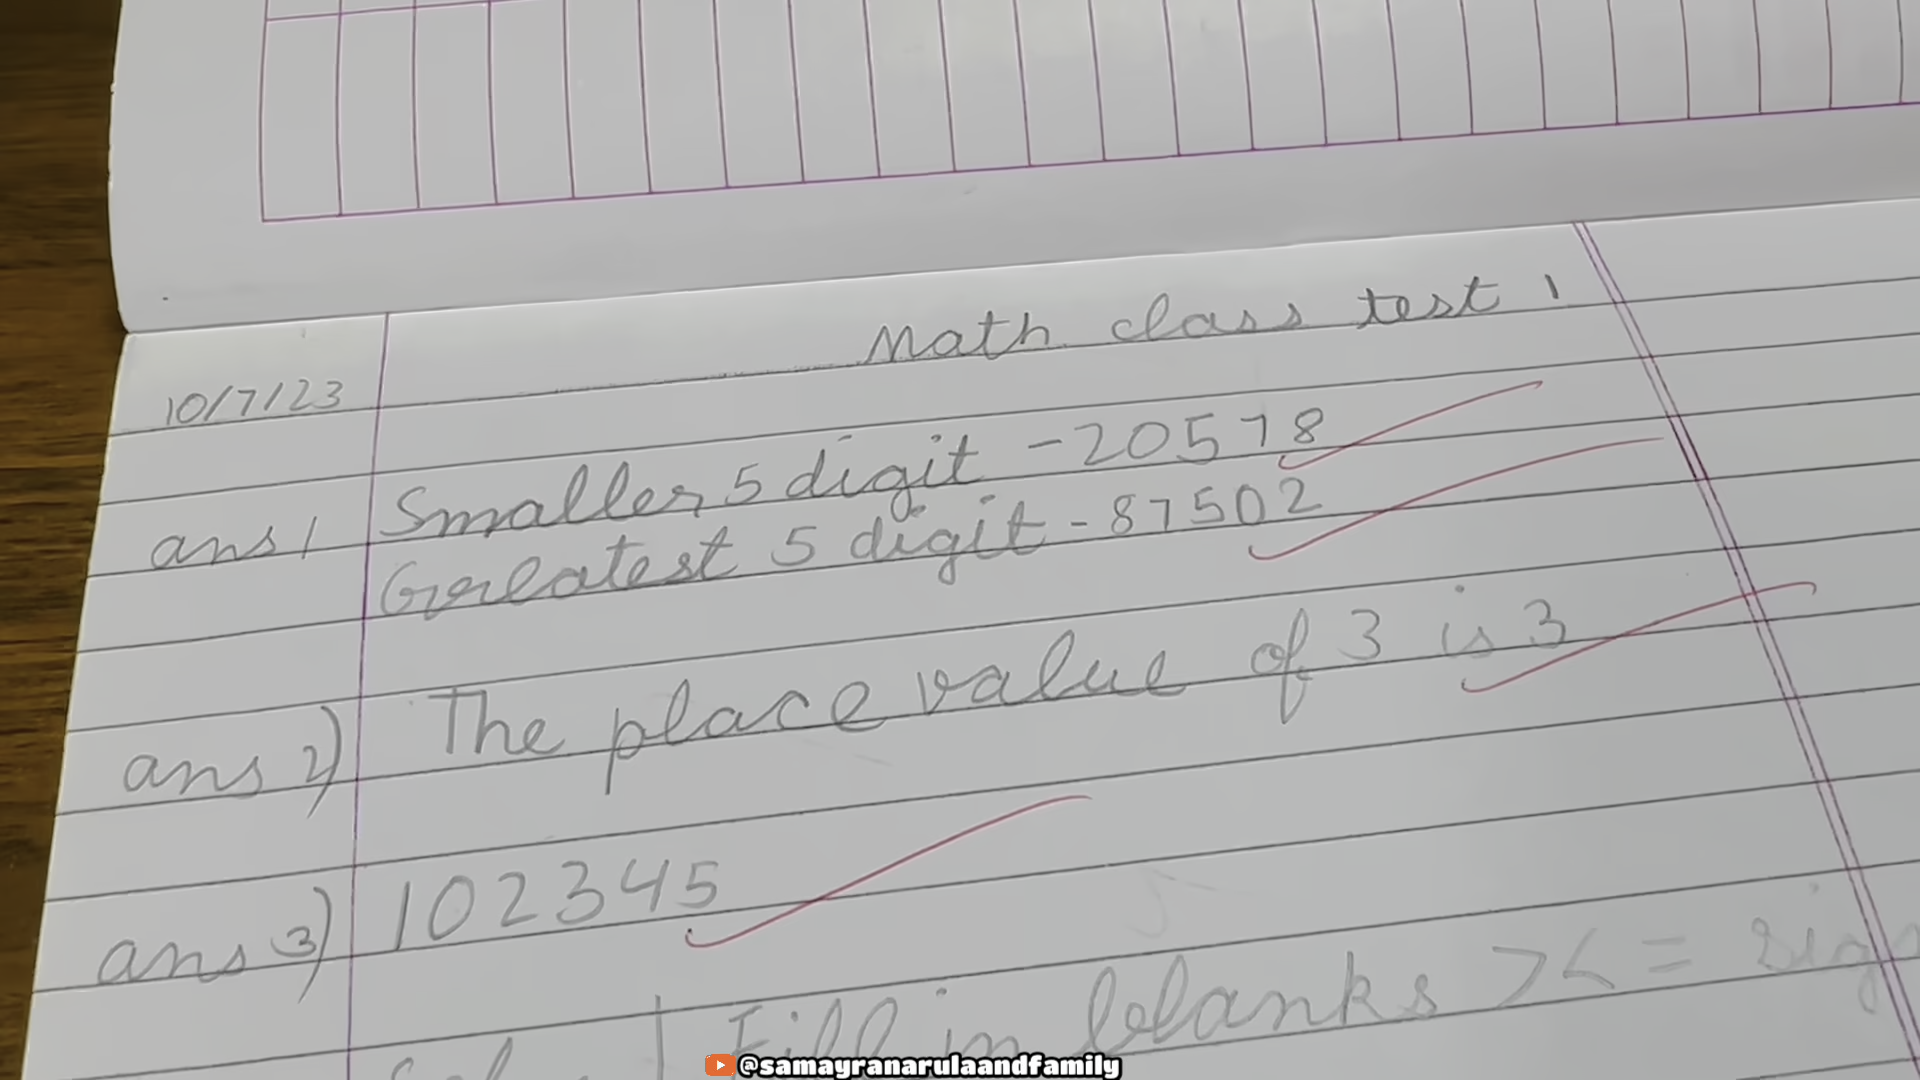 Math class test 1
10/7/23
ans 1 Smaller 5 digit - 20578
Greatest 5 digit - 87502
ans 2) The place value of 3 is 3
ans 3) 102345
Fill in blanks > < =
@samayranarulaandfamily